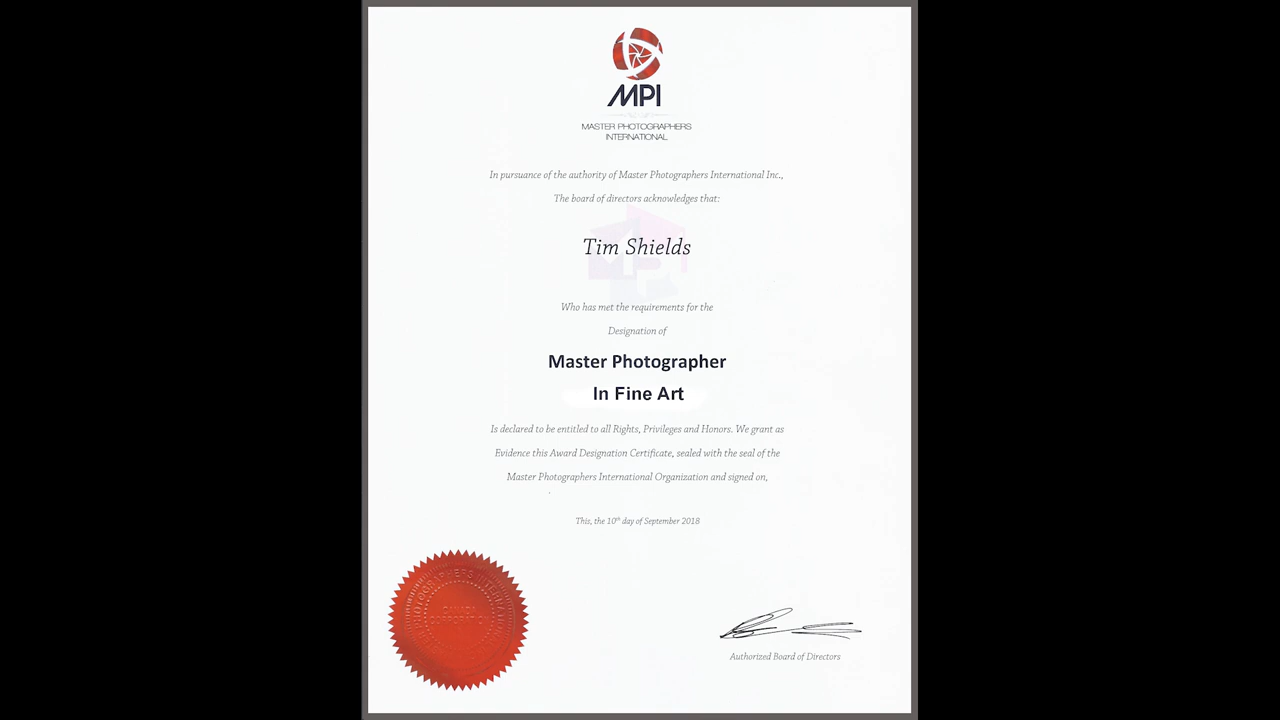 MPI
MASTER PHOTOGRAPHERS
INTERNATIONAL
In pursuance of the authority of Master Photographers International Inc.,
The board of directors acknowledges that:
Tim Shields
Who has met the requirements for the
Designation of
Master Photographer
In Fine Art
Is declared to be entitled to all Rights, Privileges and Honors. We grant as
Evidence this Award Designation Certificate, sealed with the seal of the
Master Photographers International Organization and signed on,
This, the 10th day of September 2018
Authorized Board of Directors